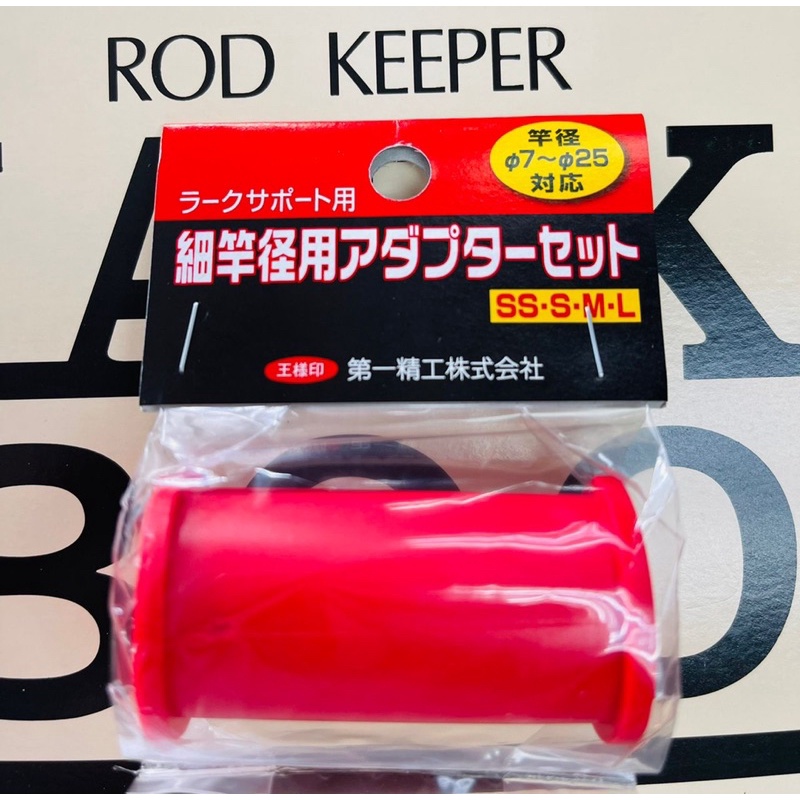 ROD KEEPER
竿径
φ7〜φ25
対応
ラークサポート用
細竿径用アダプターセット
SS・S・M・L
王様印 第一精工株式会社